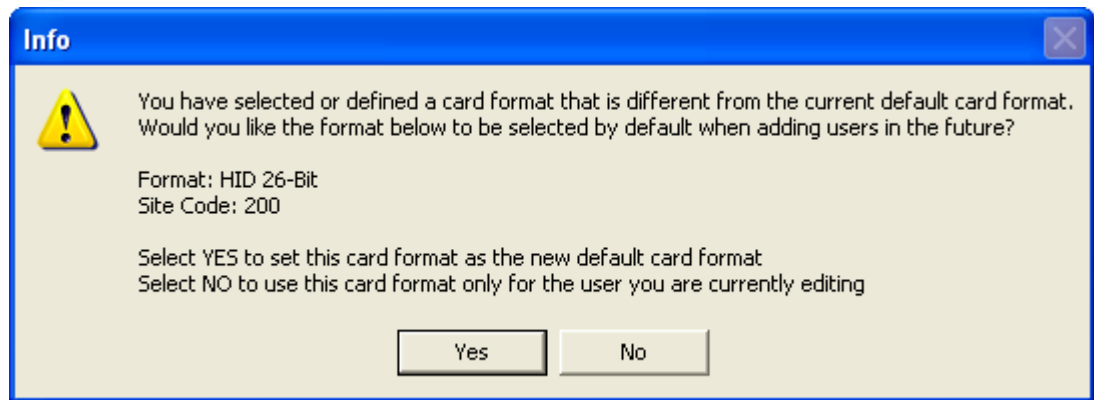 Info
You have selected or defined a card format that is different from the current default card format.
Would you like the format below to be selected by default when adding users in the future?
Format: HID 26-Bit
Site Code: 200
Select YES to set this card format as the new default card format
Select NO to use this card format only for the user you are currently editing
Yes No